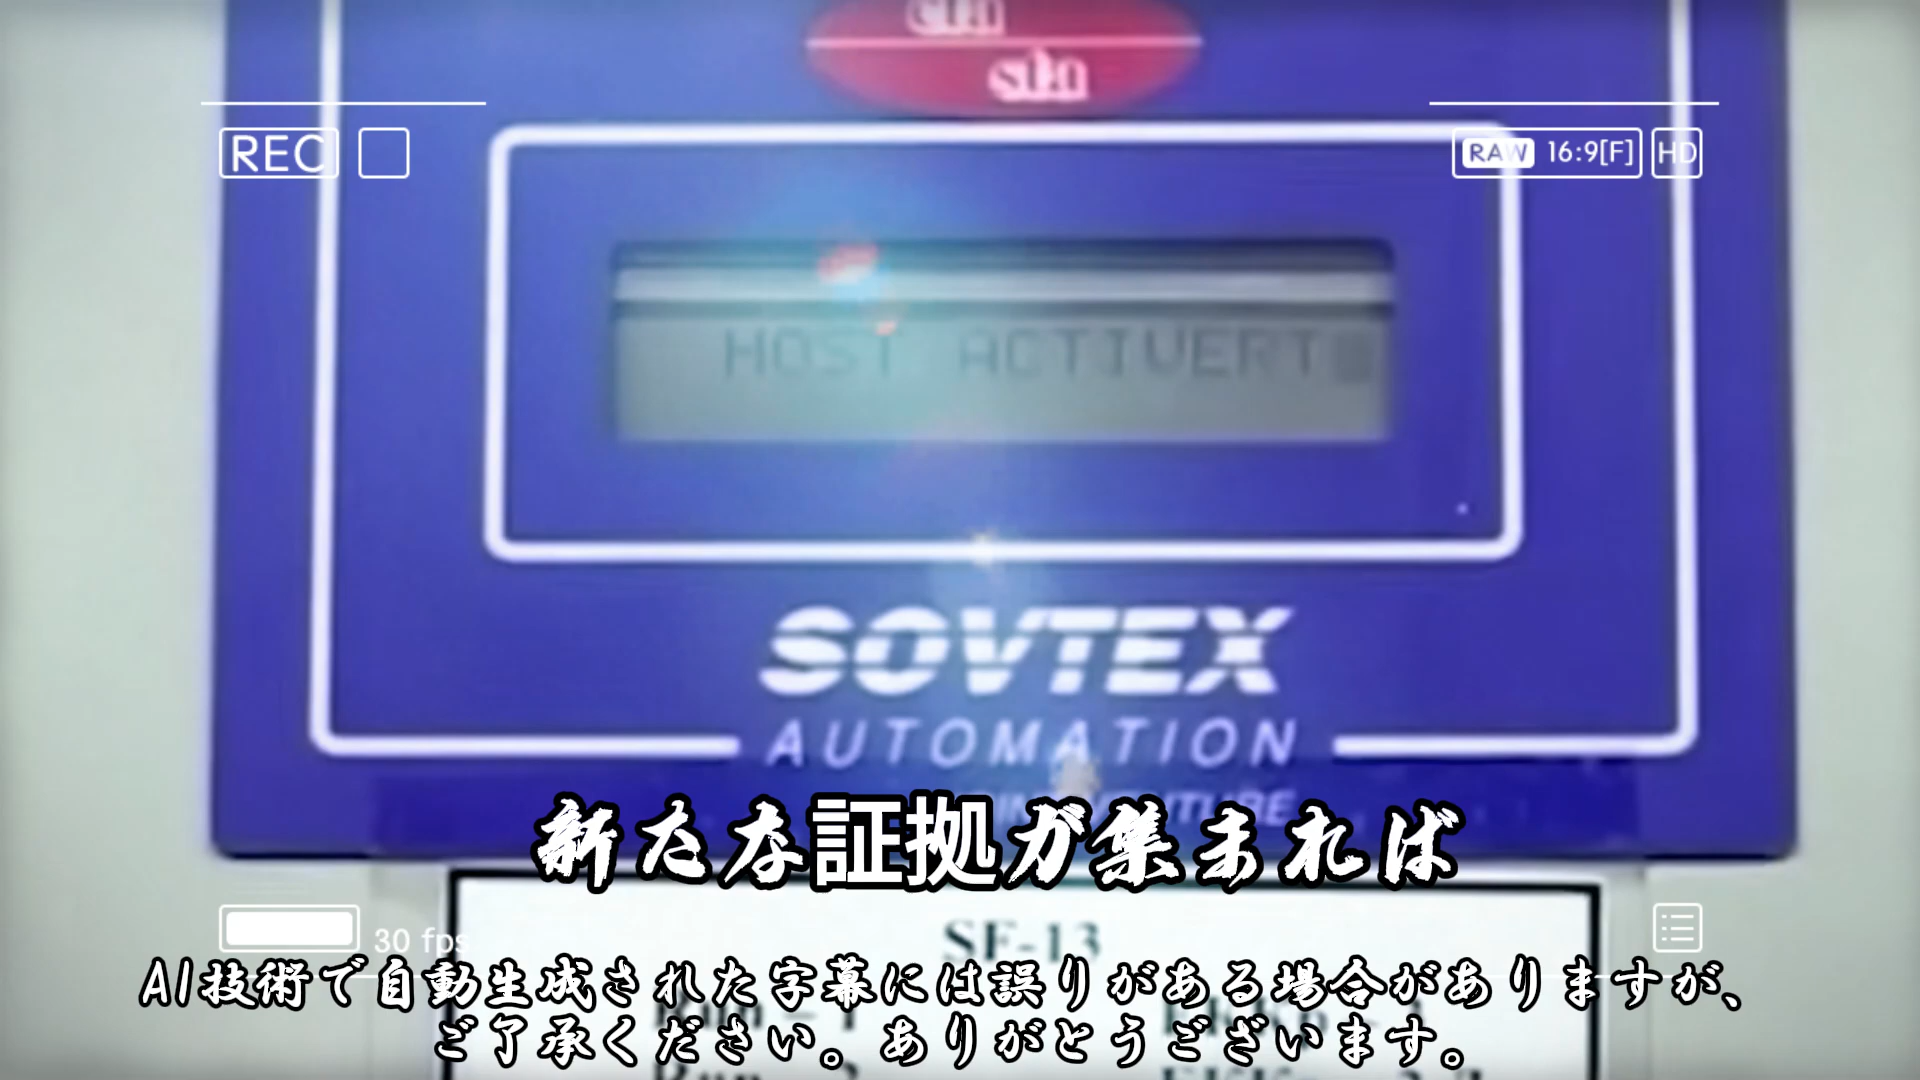 REC
RAW 16:9[F] HD
HOST ACTIVERT
SOVTEX
AUTOMATION
新たな証拠が集まれば
SF-13
30 fps
AI技術で自動生成された字幕には誤りがある場合がありますが、
ご了承ください。ありがとうございます。